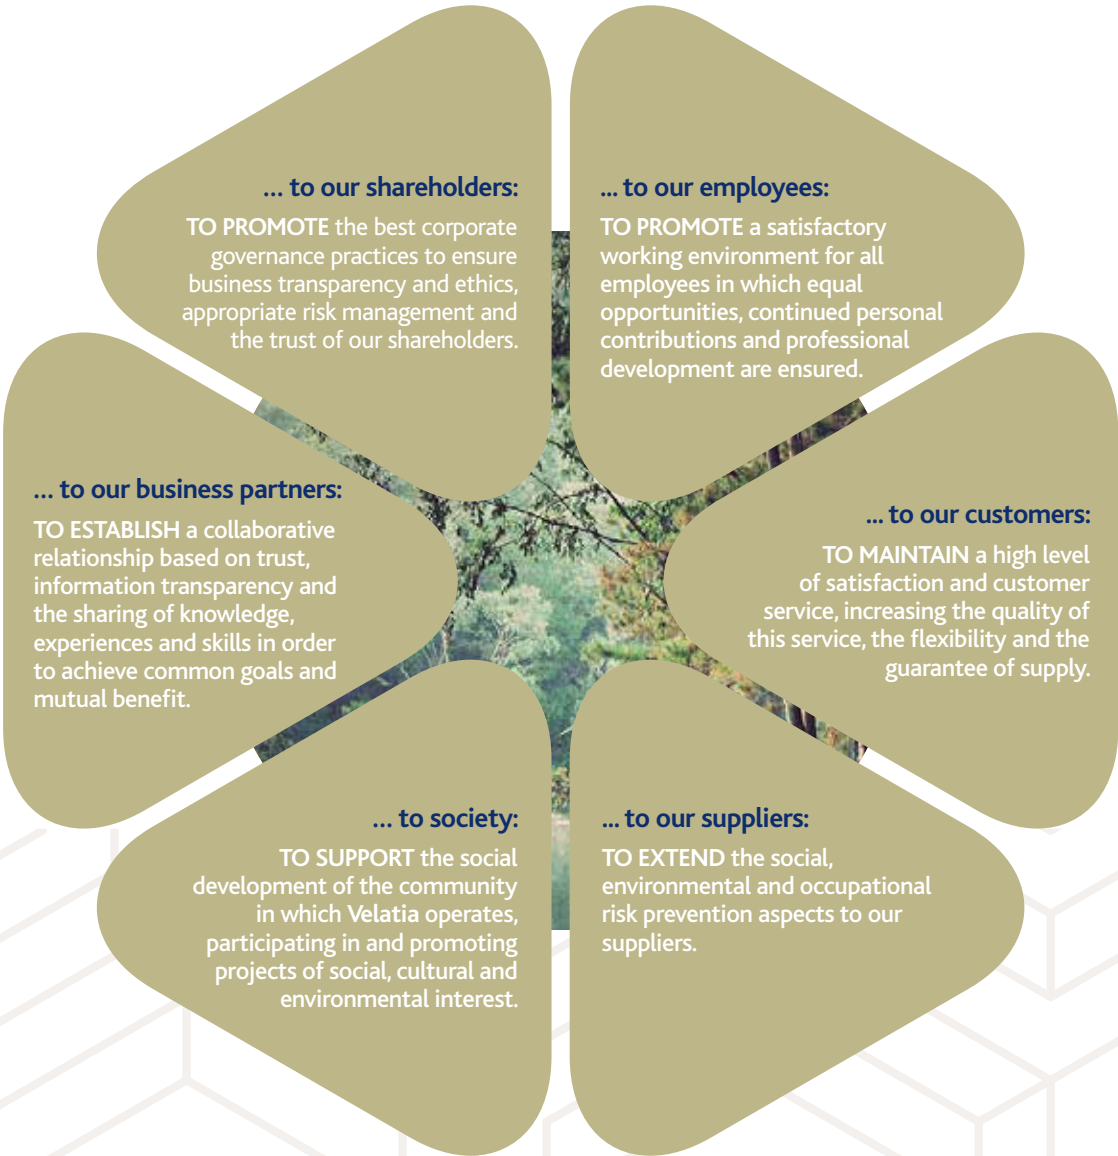 ... to our shareholders:
TO PROMOTE the best corporate
governance practices to ensure
business transparency and ethics,
appropriate risk management and
the trust of our shareholders.
... to our employees:
TO PROMOTE a satisfactory
working environment for all
employees in which equal
opportunities, continued personal
contributions and professional
development are ensured.
... to our business partners:
TO ESTABLISH a collaborative
relationship based on trust,
information transparency and
the sharing of knowledge,
experiences and skills in order
to achieve common goals and
mutual benefit.
... to our customers:
TO MAINTAIN a high level
of satisfaction and customer
service, increasing the quality of
this service, the flexibility and the
guarantee of supply.
... to society:
TO SUPPORT the social
development of the community
in which Velatia operates,
participating in and promoting
projects of social, cultural and
environmental interest.
... to our suppliers:
TO EXTEND the social,
environmental and occupational
risk prevention aspects to our
suppliers.